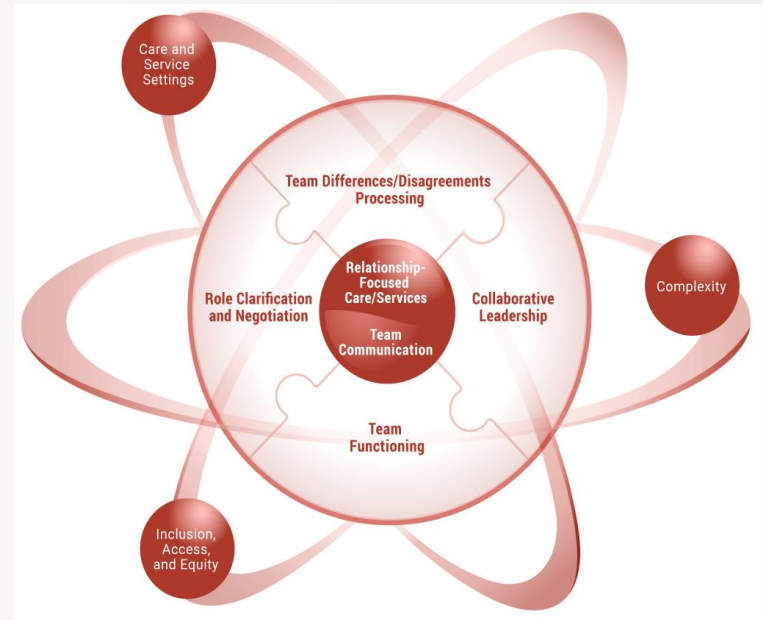 Care and
Service
Settings
Team Differences/Disagreements
Processing
Relationship-
Focused
Care/Services
Team
Communication
Role Clarification
and Negotiation
Collaborative
Leadership
Complexity
Team
Functioning
Inclusion,
Access,
and Equity